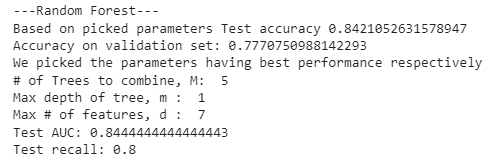 ---Random Forest---
Based on picked parameters Test accuracy 0.8421052631578947
Accuracy on validation set: 0.7770750988142293
We picked the parameters having best performance respectively
# of Trees to combine, M:  5
Max depth of tree, m :  1
Max # of features, d :  7
Test AUC: 0.8444444444444443
Test recall: 0.8